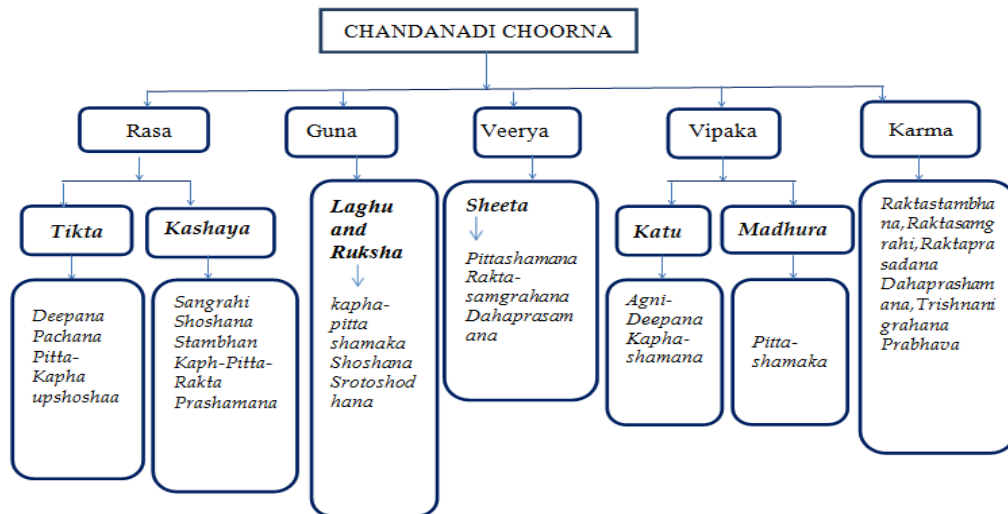 CHANDANADI CHOORNA
Rasa
Guna
Veerya
Vipaka
Karma
Tikta
Kashaya
Laghu
and
Ruksha
kapha-
pitta
shamaka
Shoshana
Srotoshod
hana
Sheeta
Pittashamana
Rakta-
samgrahana
Dahaprasam
ana
Katu
Madhura
Raktastambh
ana,Raktasamg
rahi,Raktapra
sadana
Dahaprasham
ana,Trishnani
grahana
Prabhava
Deepana
Pachana
Pitta-
Kapha
upshoshaa
Sangrahi
Shoshana
Stambhan
Kaph-Pitta-
Rakta
Prashamana
Agni-
Deepana
Kapha-
shamana
Pitta-
shamaka